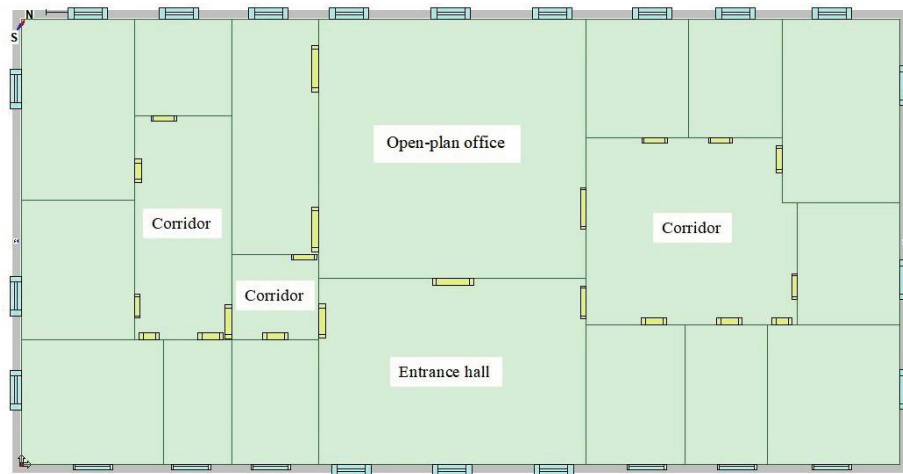 N
S
Open-plan office
Corridor
Corridor
Corridor
Entrance hall